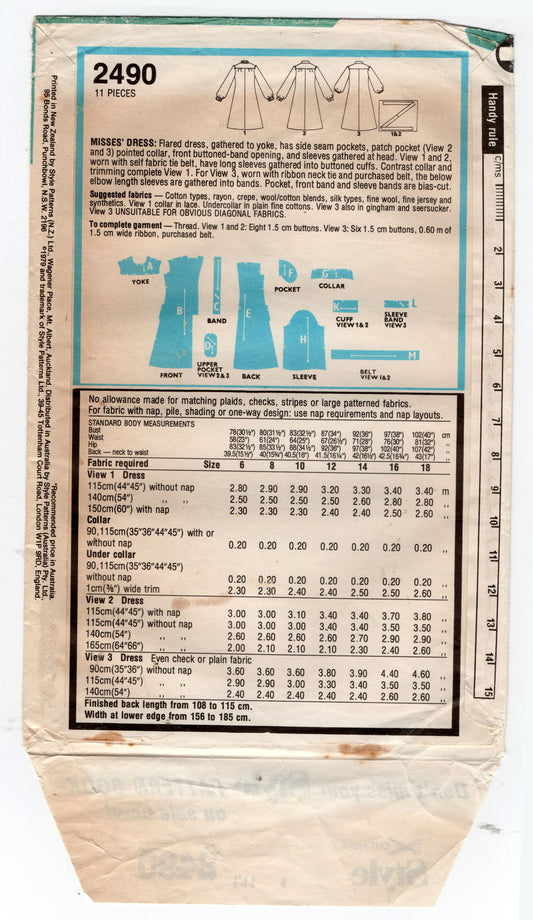 2490
11 PIECES
1
2
3
1&2
MISSES' DRESS: Flared dress, gathered to yoke, has side seam pockets, patch pocket (View 2
and 3) pointed collar, front buttoned-band opening, and sleeves gathered at head. View 1 and 2,
worn with self fabric tie belt, have long sleeves gathered into buttoned cuffs. Contrast collar and
trimming complete View 1. For View 3, worn with ribbon neck tie and purchased belt, the below
elbow length sleeves are gathered into bands. Pocket, front band and sleeve bands are bias-cut.
Suggested fabrics — Cotton types, rayon, crepe, wool/cotton blends, silk types, fine wool, fine jersey and
synthetics. View 1 collar in lace. Undercollar in plain fine cottons. View 3 also in gingham and seersucker.
View 3 UNSUITABLE FOR OBVIOUS DIAGONAL FABRICS.
To complete garment — Thread. View 1 and 2: Eight 1.5 cm buttons. View 3: Six 1.5 cm buttons, 0.60 m of
1.5 cm wide ribbon, purchased belt.
A
YOKE
B
FRONT
C
BAND
D
UPPER
POCKET
VIEW 2&3
E
BACK
F
POCKET
G
COLLAR
H
SLEEVE
K
CUFF
VIEW 1&2
L
SLEEVE
BAND
VIEW 3
M
BELT
VIEW 1&2
No allowance made for matching plaids, checks, stripes or large patterned fabrics.
For fabric with nap, pile, shading or one-way design: use nap requirements and nap layouts.
STANDARD BODY MEASUREMENTS
Bust 78(30½") 80(31½") 83(32½") 87(34") 92(36") 97(38") 102(40") cm
Waist 58(23") 61(24") 64(25") 67(26½") 71(28") 76(30") 81(32") ,,
Hip 83(32½") 85(33½") 88(34½") 92(36") 97(38") 102(40") 107(42") ,,
Back — neck to waist 39.5(15½") 40(15¾") 40.5(16") 41.5(16¼") 42(16½") 42.5(16¾") 43(17") ,,
Fabric required Size 6 8 10 12 14 16 18
View 1 Dress
115cm(44"45") without nap 2.80 2.90 2.90 3.20 3.30 3.40 3.40 m
140cm(54") ,, ,, 2.50 2.50 2.50 2.50 2.60 2.80 2.80 ,,
150cm(60") with nap 2.30 2.30 2.30 2.40 2.40 2.50 2.60 ,,
Collar
90,115cm(35"36"44"45") with or
without nap 0.20 0.20 0.20 0.20 0.20 0.20 0.20 ,,
Under collar
90,115cm(35"36"44"45")
without nap 0.20 0.20 0.20 0.20 0.20 0.20 0.20 ,,
1cm(⅜") wide trim 2.30 2.30 2.40 2.40 2.50 2.50 2.60 ,,
View 2 Dress
115cm(44"45") with nap 3.00 3.00 3.10 3.40 3.40 3.70 3.80 ,,
115cm(44"45") without nap 3.00 3.00 3.00 3.40 3.40 3.50 3.50 ,,
140cm(54") ,, ,, 2.60 2.60 2.60 2.60 2.70 2.90 2.90 ,,
165cm(64"66") ,, ,, 2.00 2.10 2.10 2.10 2.30 2.40 2.60 ,,
View 3 Dress Even check or plain fabric
90cm(35"36") without nap 3.60 3.60 3.60 3.80 3.90 4.40 4.60 ,,
115cm(44"45") ,, ,, 2.90 2.90 3.00 3.30 3.40 3.50 3.50 ,,
140cm(54") ,, ,, 2.40 2.40 2.40 2.40 2.40 2.60 2.60 ,,
Finished back length from 108 to 115 cm.
Width at lower edge from 156 to 185 cm.
Handy rule c/ms
2
3
4
5
6
7
8
9
10
11
12
13
14
15
Printed in New Zealand by Style Patterns (N.Z.) Ltd., Wagener Place, Mt. Albert, Auckland. Distributed in Australia by Style Patterns (Australia) Pty. Ltd.,
95 Bonds Road, Punchbowl, N.S.W. 2196 ©1979 and trademark of Style Patterns Ltd., 39-45 Tottenham Court Road, London W1P 9RD, England.
*Recommended price in Australia.
Style
2490